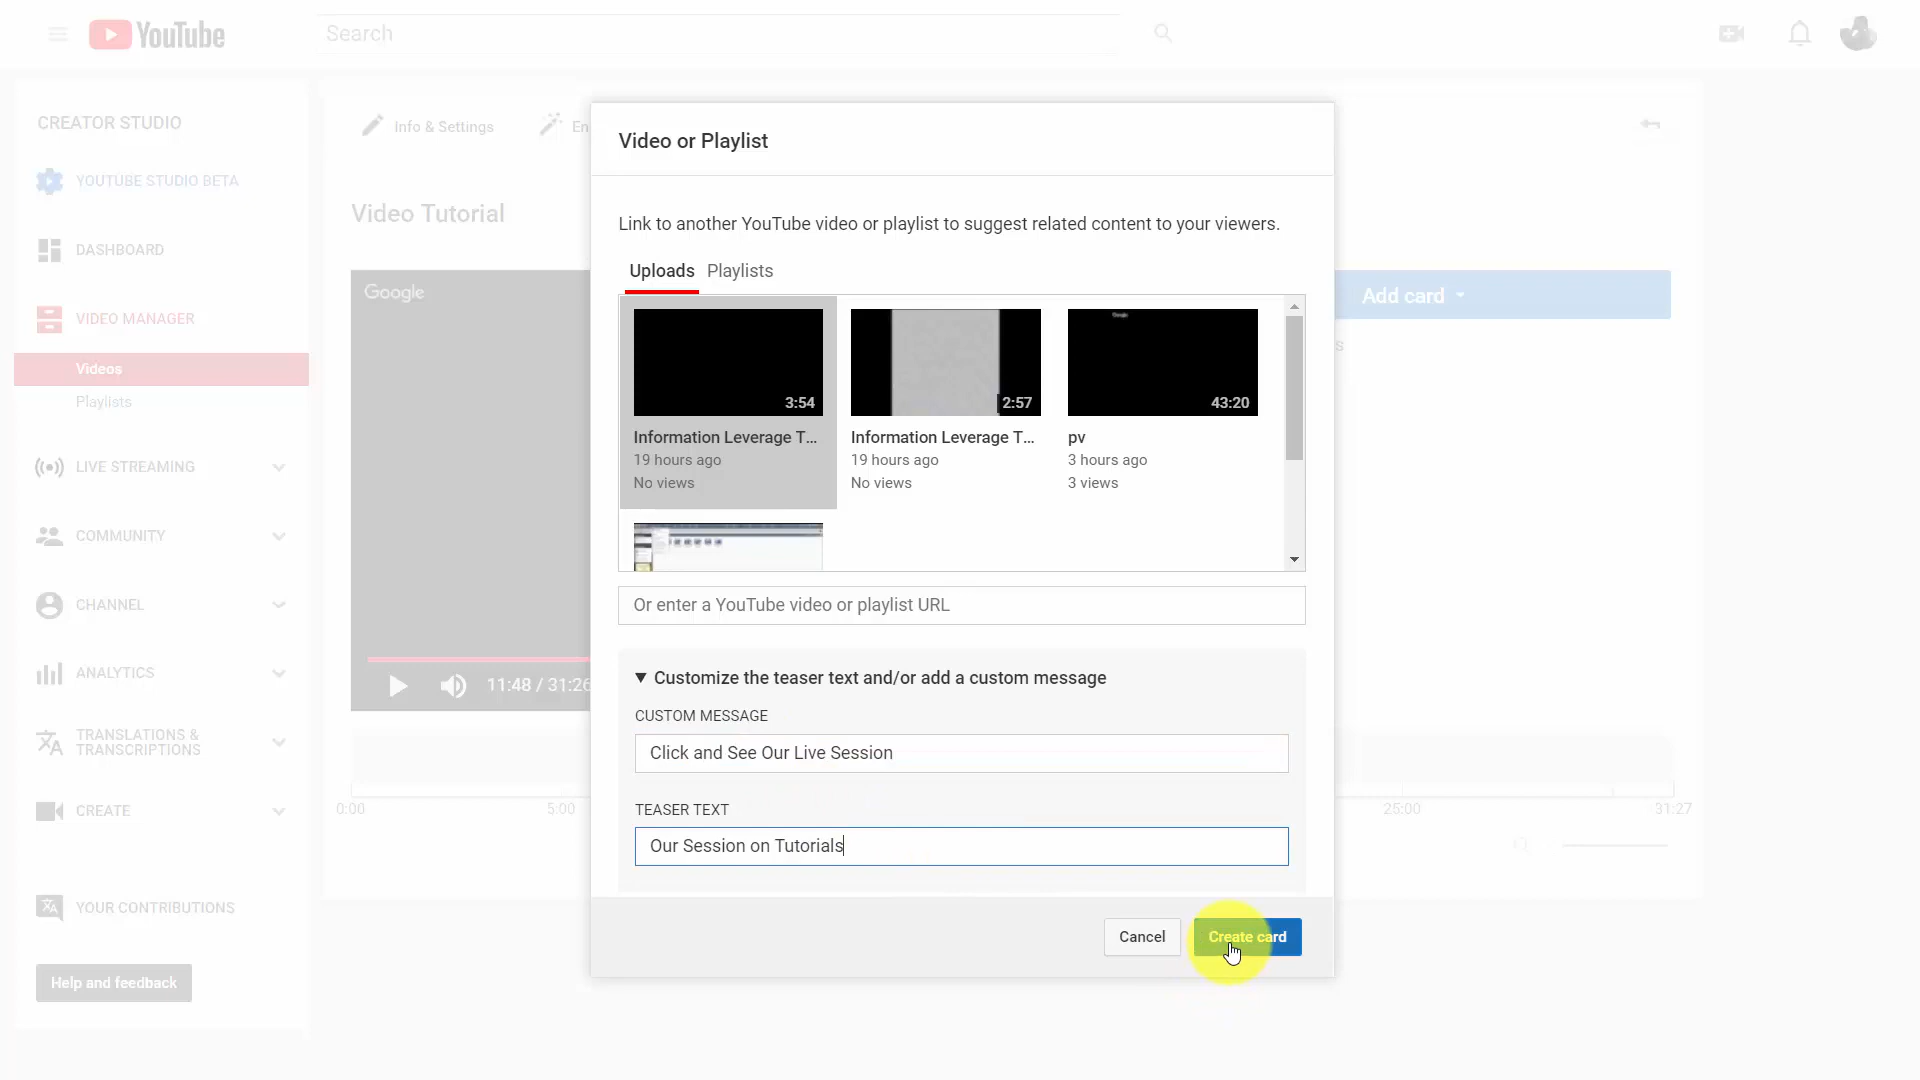 YouTube
Search
CREATOR STUDIO
YOUTUBE STUDIO BETA
DASHBOARD
VIDEO MANAGER
Videos
Playlists
LIVE STREAMING
COMMUNITY
CHANNEL
ANALYTICS
TRANSLATIONS &
TRANSCRIPTIONS
CREATE
YOUR CONTRIBUTIONS
Help and feedback
Info & Settings
En
Video Tutorial
Google
11:48 / 31:26
0:00
5:00
25:00
31:27
Add card
s
Video or Playlist
Link to another YouTube video or playlist to suggest related content to your viewers.
Uploads Playlists
3:54
Information Leverage T...
19 hours ago
No views
2:57
Information Leverage T...
19 hours ago
No views
43:20
pv
3 hours ago
3 views
Or enter a YouTube video or playlist URL
Customize the teaser text and/or add a custom message
CUSTOM MESSAGE
Click and See Our Live Session
TEASER TEXT
Our Session on Tutorials
Cancel
Create card